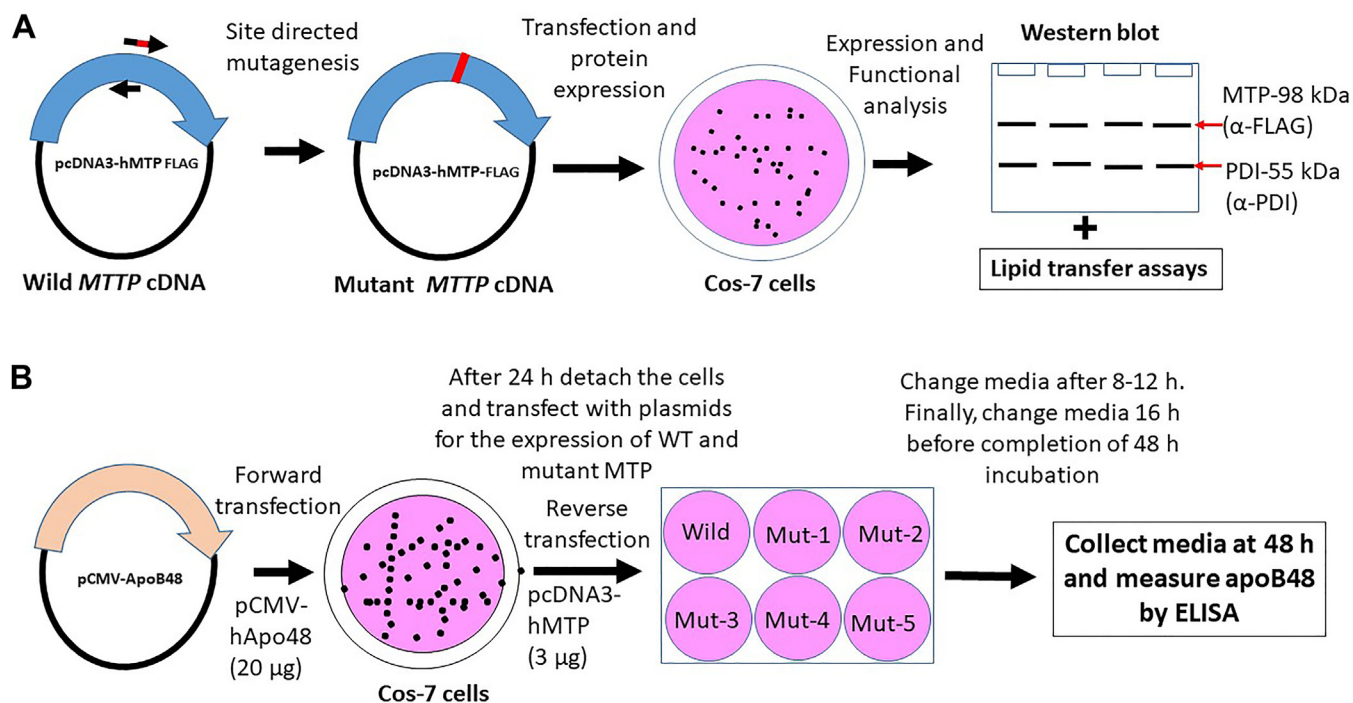 A
Site directed
mutagenesis
Transfection and
protein
expression
Expression and
Functional
analysis
Western blot
MTP-98 kDa
(α-FLAG)
PDI-55 kDa
(α-PDI)
pcDNA3-hMTP FLAG
pcDNA3-hMTP-FLAG
Wild MTTP cDNA
Mutant MTTP cDNA
Cos-7 cells
+
Lipid transfer assays
B
After 24 h detach the cells
and transfect with plasmids
for the expression of WT and
mutant MTP
Change media after 8-12 h.
Finally, change media 16 h
before completion of 48 h
incubation
Forward
transfection
Reverse
transfection
pCMV-ApoB48
pCMV-
hApo48
(20 μg)
Cos-7 cells
pcDNA3-
hMTP
(3 μg)
Wild Mut-1 Mut-2
Mut-3 Mut-4 Mut-5
Collect media at 48 h
and measure apoB48
by ELISA